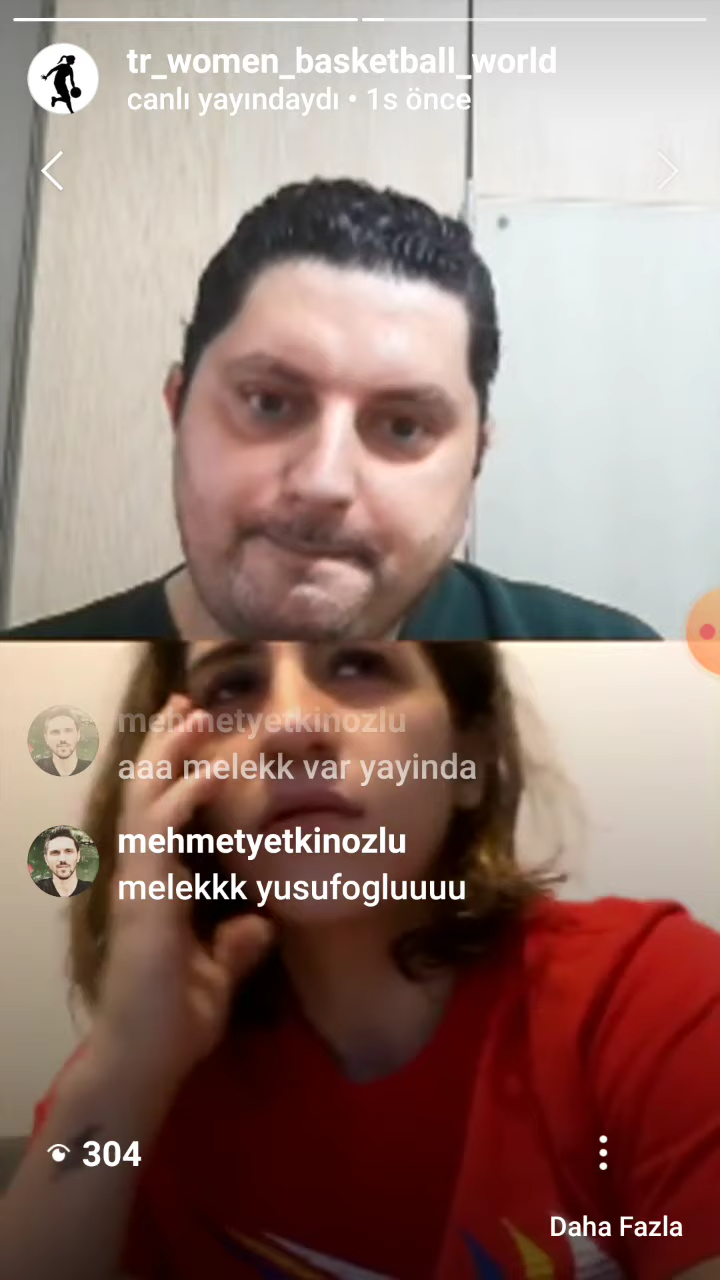 tr_women_basketball_world
canlı yayındaydı • 1s önce
mehmetyetkinozlu
aaa melekk var yayinda
mehmetyetkinozlu
melekkk yusufogluuuu
304
Daha Fazla